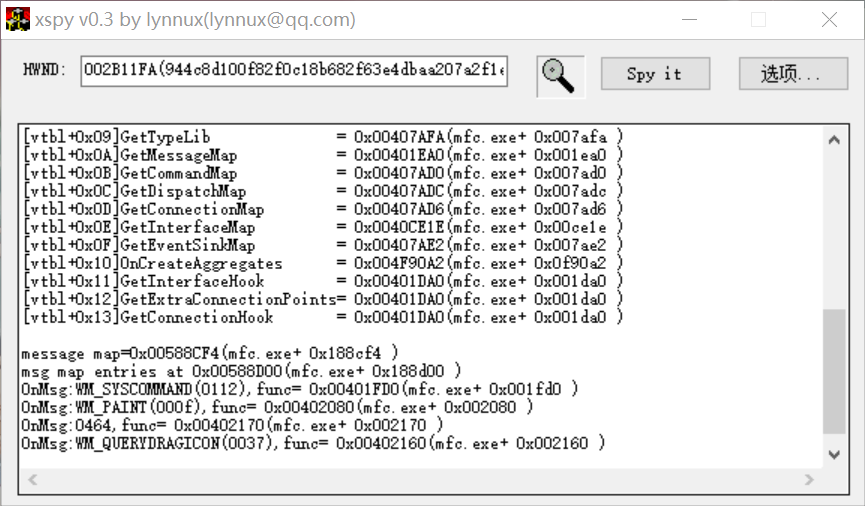 xspy v0.3 by lynnux(lynnux@qq.com)
HWND: 002B11FA(944c8d100f82f0c18b682f63e4dbaa207a2f1e Spy it 选项...
[vtbl+0x09]GetTypeLib = 0x00407AFA(mfc.exe+ 0x007afa )
[vtbl+0x0A]GetMessageMap = 0x00401EA0(mfc.exe+ 0x001ea0 )
[vtbl+0x0B]GetCommandMap = 0x00407AD0(mfc.exe+ 0x007ad0 )
[vtbl+0x0C]GetDispatchMap = 0x00407ADC(mfc.exe+ 0x007adc )
[vtbl+0x0D]GetConnectionMap = 0x00407AD6(mfc.exe+ 0x007ad6 )
[vtbl+0x0E]GetInterfaceMap = 0x0040CE1E(mfc.exe+ 0x00ce1e )
[vtbl+0x0F]GetEventSinkMap = 0x00407AE2(mfc.exe+ 0x007ae2 )
[vtbl+0x10]OnCreateAggregates = 0x004F90A2(mfc.exe+ 0x0f90a2 )
[vtbl+0x11]GetInterfaceHook = 0x00401DA0(mfc.exe+ 0x001da0 )
[vtbl+0x12]GetExtraConnectionPoints= 0x00401DA0(mfc.exe+ 0x001da0 )
[vtbl+0x13]GetConnectionHook = 0x00401DA0(mfc.exe+ 0x001da0 )
message map=0x00588CF4(mfc.exe+ 0x188cf4 )
msg map entries at 0x00588D00(mfc.exe+ 0x188d00 )
OnMsg:WM_SYSCOMMAND(0112),func= 0x00401FD0(mfc.exe+ 0x001fd0 )
OnMsg:WM_PAINT(000f),func= 0x00402080(mfc.exe+ 0x002080 )
OnMsg:0464,func= 0x00402170(mfc.exe+ 0x002170 )
OnMsg:WM_QUERYDRAGICON(0037),func= 0x00402160(mfc.exe+ 0x002160 )